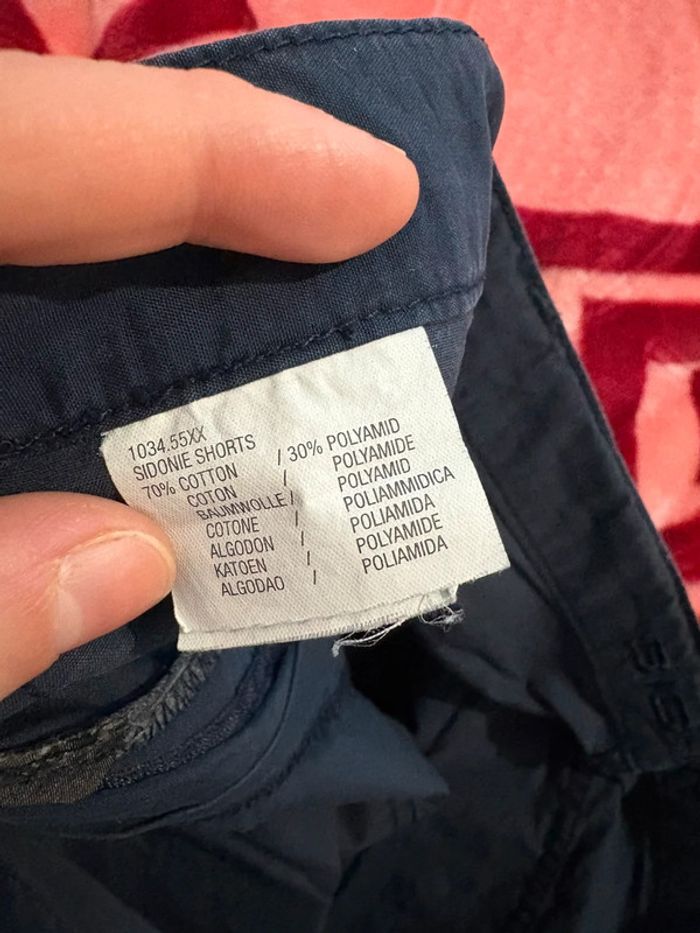 1034.55XX
SIDONIE SHORTS
70% COTTON / 30% POLYAMID
COTON / POLYAMIDE
BAUMWOLLE / POLYAMID
COTONE / POLIAMMIDICA
ALGODON / POLIAMIDA
KATOEN / POLYAMIDE
ALGODAO / POLIAMIDA